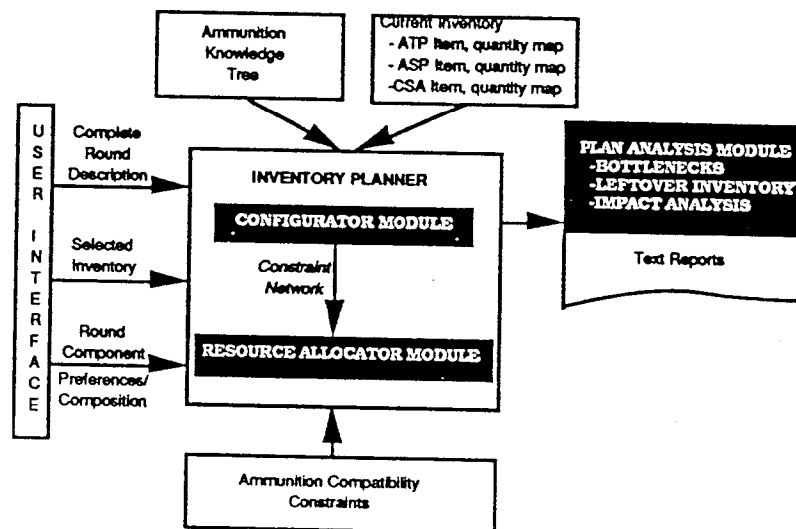 Ammunition
Knowledge
Tree
Current Inventory
- ATP Item, quantity map
- ASP Item, quantity map
-CSA Item, quantity map
USER INTERFACE
Complete
Round
Description
Selected
Inventory
Round
Component
Preferences/
Composition
INVENTORY PLANNER
CONFIGURATOR MODULE
Constraint
Network
RESOURCE ALLOCATOR MODULE
PLAN ANALYSIS MODULE
-BOTTLENECKS
-LEFTOVER INVENTORY
-IMPACT ANALYSIS
Text Reports
Ammunition Compatibility
Constraints